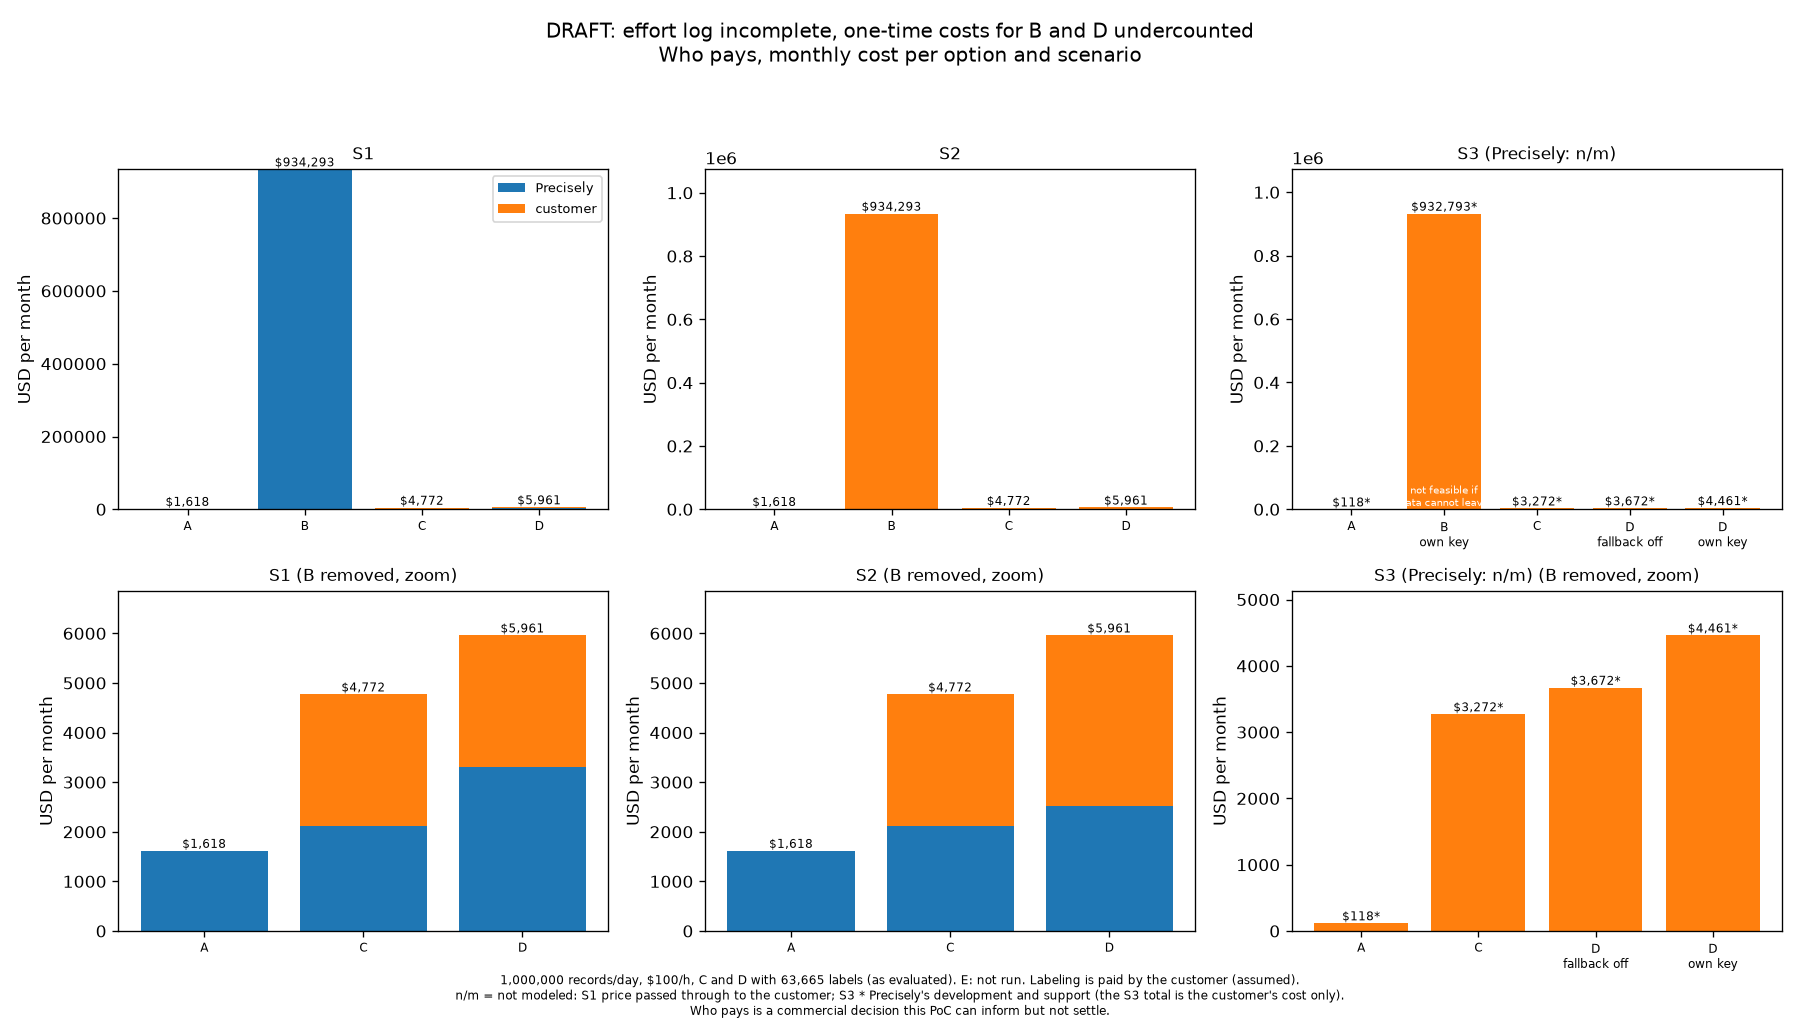 DRAFT: effort log incomplete, one-time costs for B and D undercounted
Who pays, monthly cost per option and scenario
S1
USD per month
800000
600000
400000
200000
0
$1,618
$934,293
$4,772
$5,961
Precisely
customer
A
B
C
D
S2
1e6
USD per month
1.0
0.8
0.6
0.4
0.2
0.0
$1,618
$934,293
$4,772
$5,961
A
B
C
D
S3 (Precisely: n/m)
1e6
USD per month
1.0
0.8
0.6
0.4
0.2
0.0
$118*
$932,793*
not feasible if
ata cannot leav
$3,272*
$3,672*
$4,461*
A
B
own key
C
D
fallback off
D
own key
S1 (B removed, zoom)
USD per month
6000
5000
4000
3000
2000
1000
0
$1,618
$4,772
$5,961
A
C
D
S2 (B removed, zoom)
USD per month
6000
5000
4000
3000
2000
1000
0
$1,618
$4,772
$5,961
A
C
D
S3 (Precisely: n/m) (B removed, zoom)
USD per month
5000
4000
3000
2000
1000
0
$118*
$3,272*
$3,672*
$4,461*
A
C
D
fallback off
D
own key
1,000,000 records/day, $100/h, C and D with 63,665 labels (as evaluated). E: not run. Labeling is paid by the customer (assumed).
n/m = not modeled: S1 price passed through to the customer; S3 * Precisely's development and support (the S3 total is the customer's cost only).
Who pays is a commercial decision this PoC can inform but not settle.